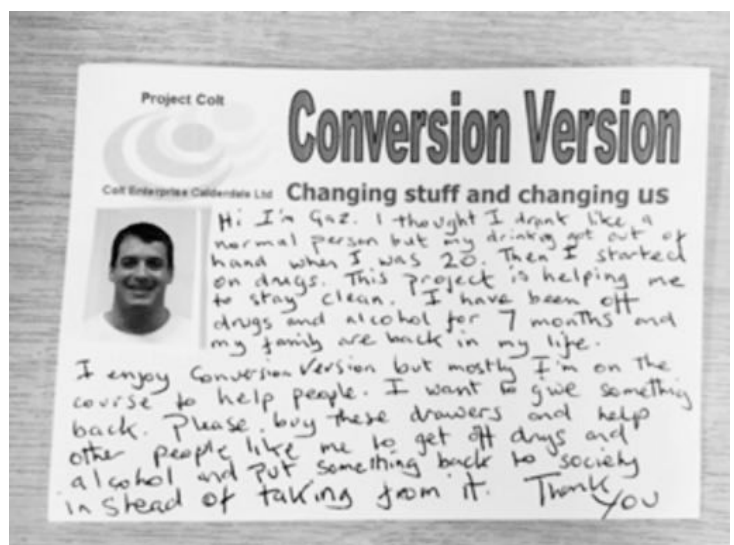 Project Colt
Conversion Version
Colt Enterprise Calderdale Ltd
Changing stuff and changing us
Hi I'm Gaz. I thought I drank like a
normal person but my drinking got out of
hand when I was 20. Then I started
on drugs. This project is helping me
to stay clean. I have been off
drugs and alcohol for 7 months and
my family are back in my life.
I enjoy Conversion Version but mostly I'm on the
course to help people. I want to give something
back. Please buy these drawers and help
other people like me to get off drugs and
alcohol and put something back to society
instead of taking from it. Thank
you